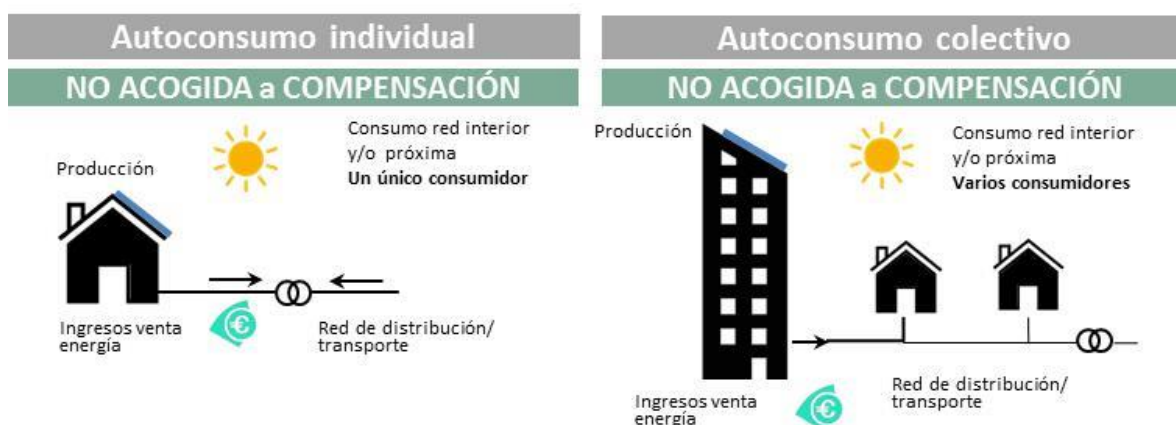 Autoconsumo individual
NO ACOGIDA a COMPENSACIÓN
Consumo red interior
y/o próxima
Un único consumidor
Producción
Ingresos venta
energía
€
Red de distribución/
transporte
Autoconsumo colectivo
NO ACOGIDA a COMPENSACIÓN
Producción
Consumo red interior
y/o próxima
Varios consumidores
Red de distribución/
transporte
Ingresos venta
energía
€